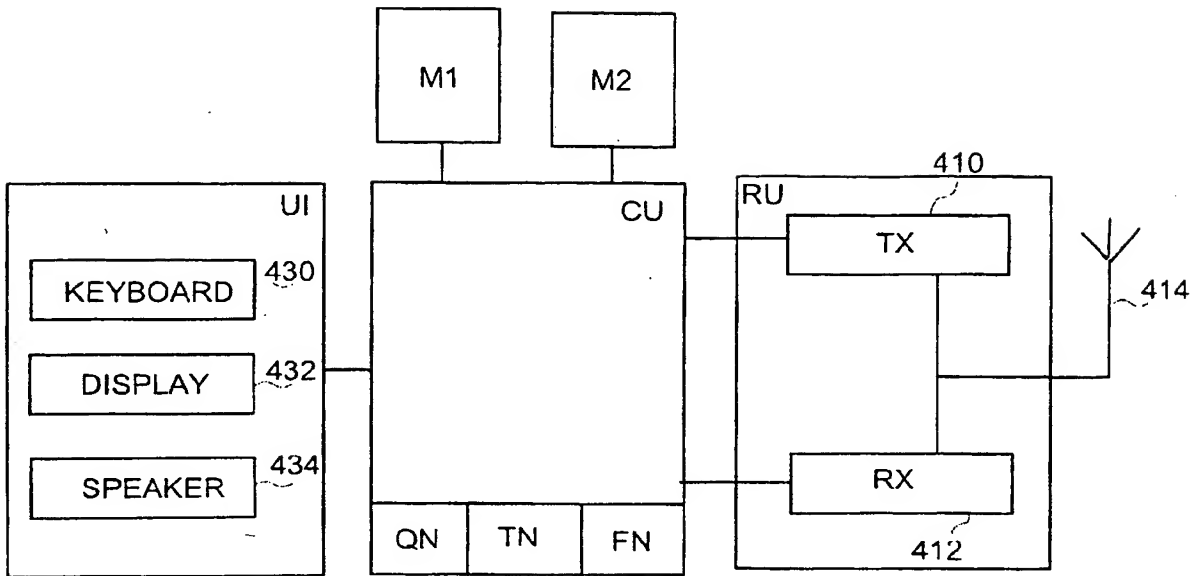 M1
M2
410
UI
CU
RU
TX
KEYBOARD
430
414
DISPLAY
432
SPEAKER
434
RX
QN
TN
FN
412